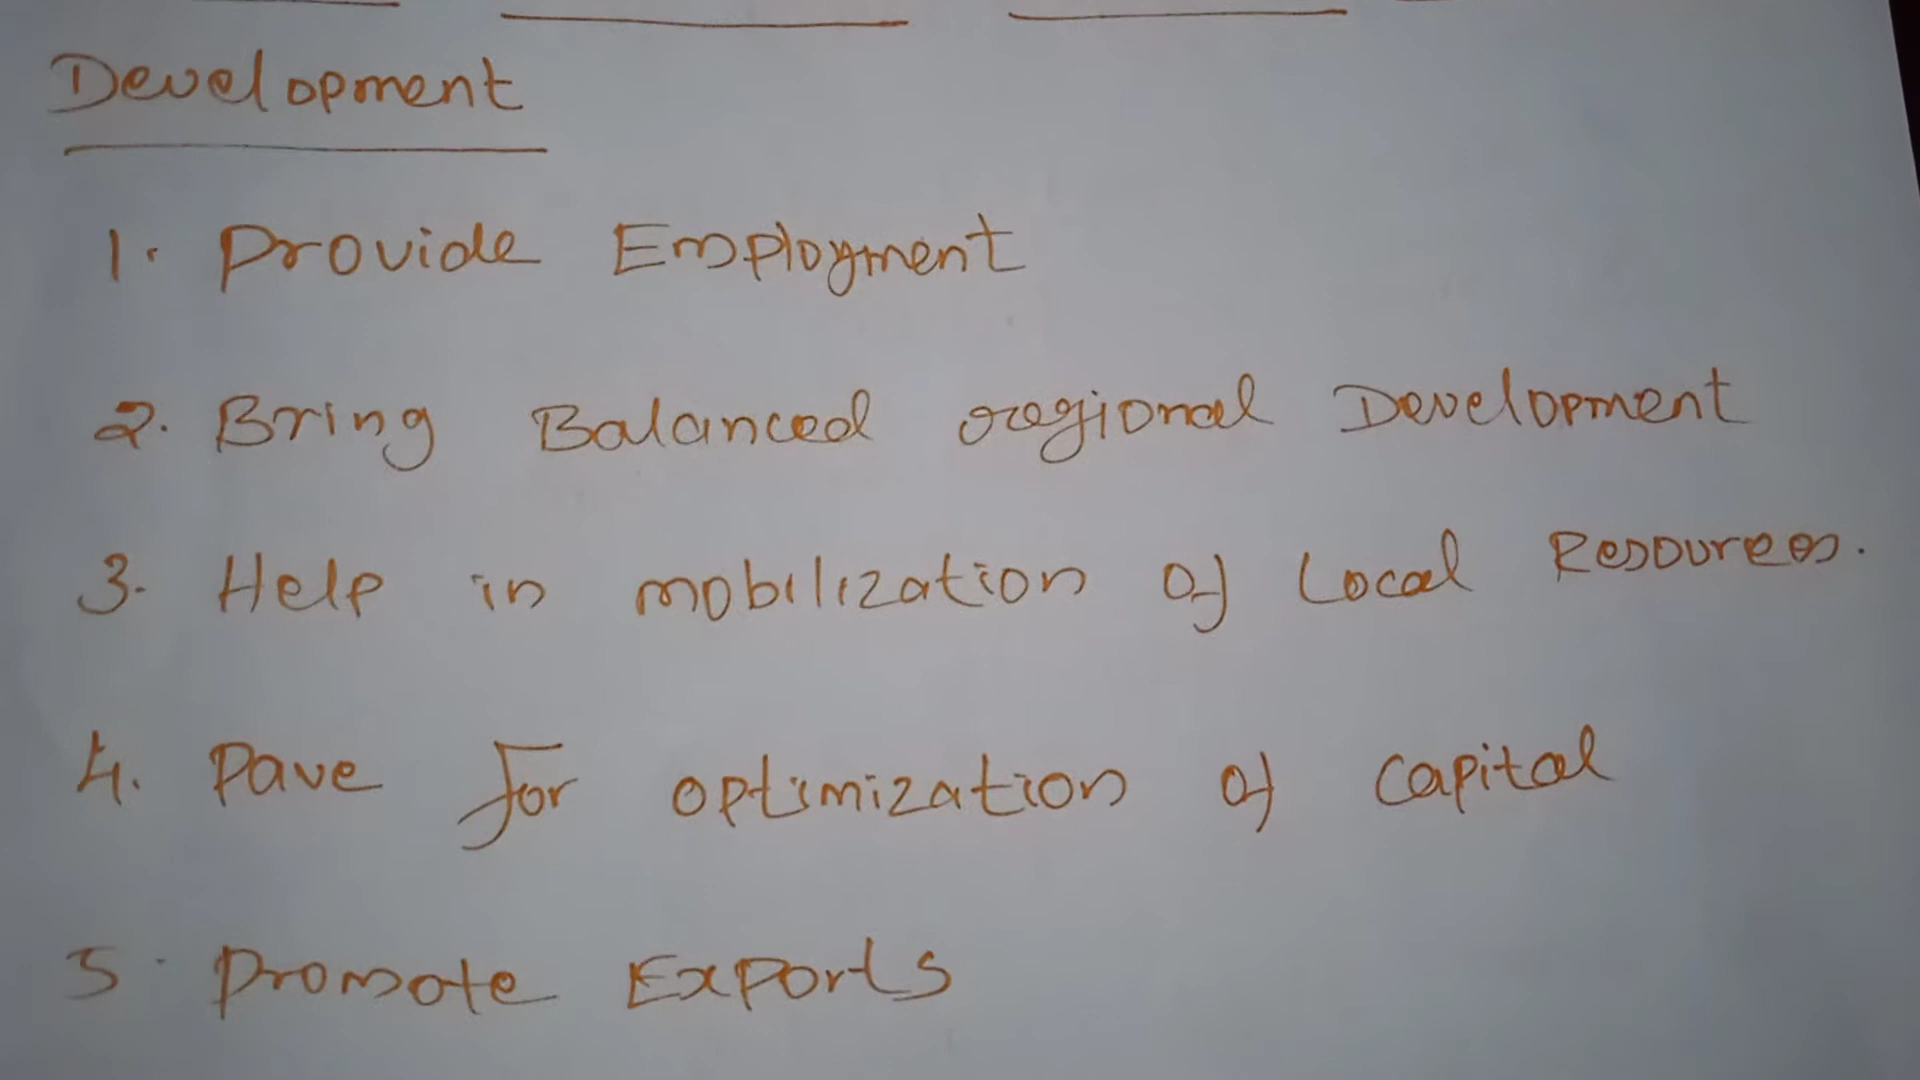 Development
1. Provide Employment
2. Bring Balanced regional Development
3. Help in mobilization of Local Resources.
4. Pave for optimization of capital
5. Promote Exports